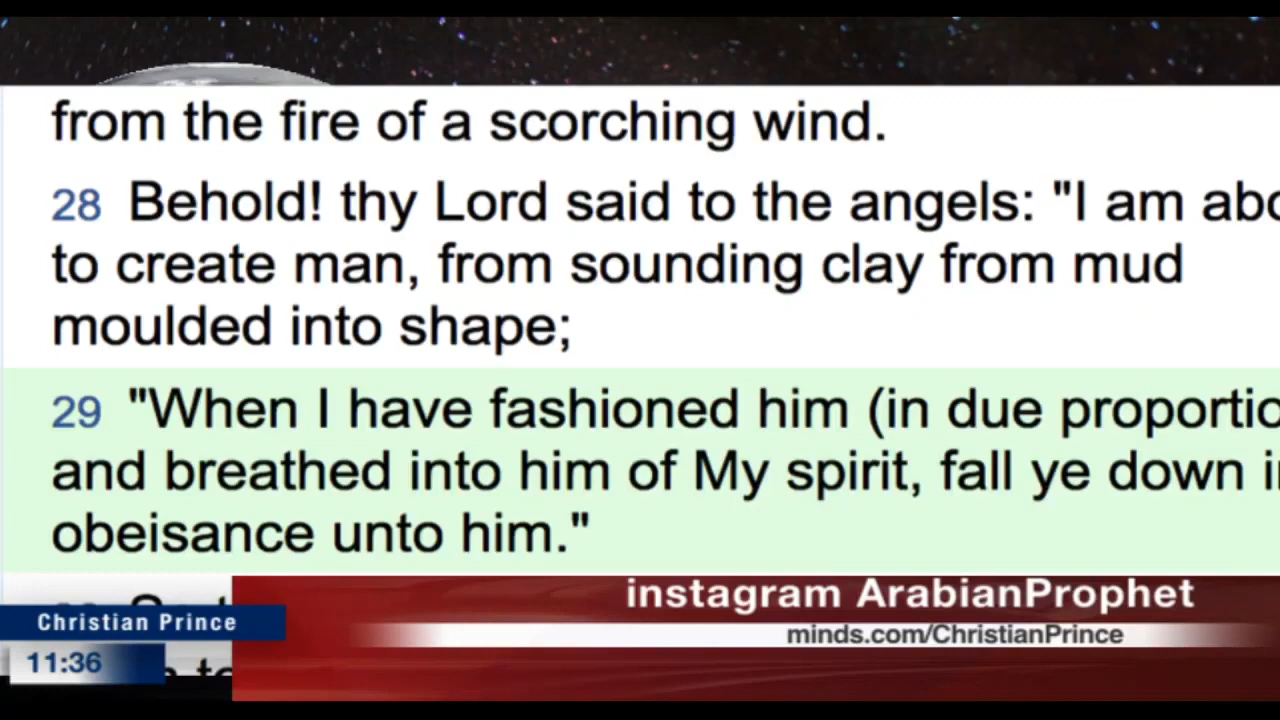 from the fire of a scorching wind.
28 Behold! thy Lord said to the angels: "I am
to create man, from sounding clay from mud
moulded into shape;
29 "When I have fashioned him (in due
and breathed into him of My spirit, fall ye down
obeisance unto him."
instagram ArabianProphet
minds.com/ChristianPrince
Christian Prince
11:36